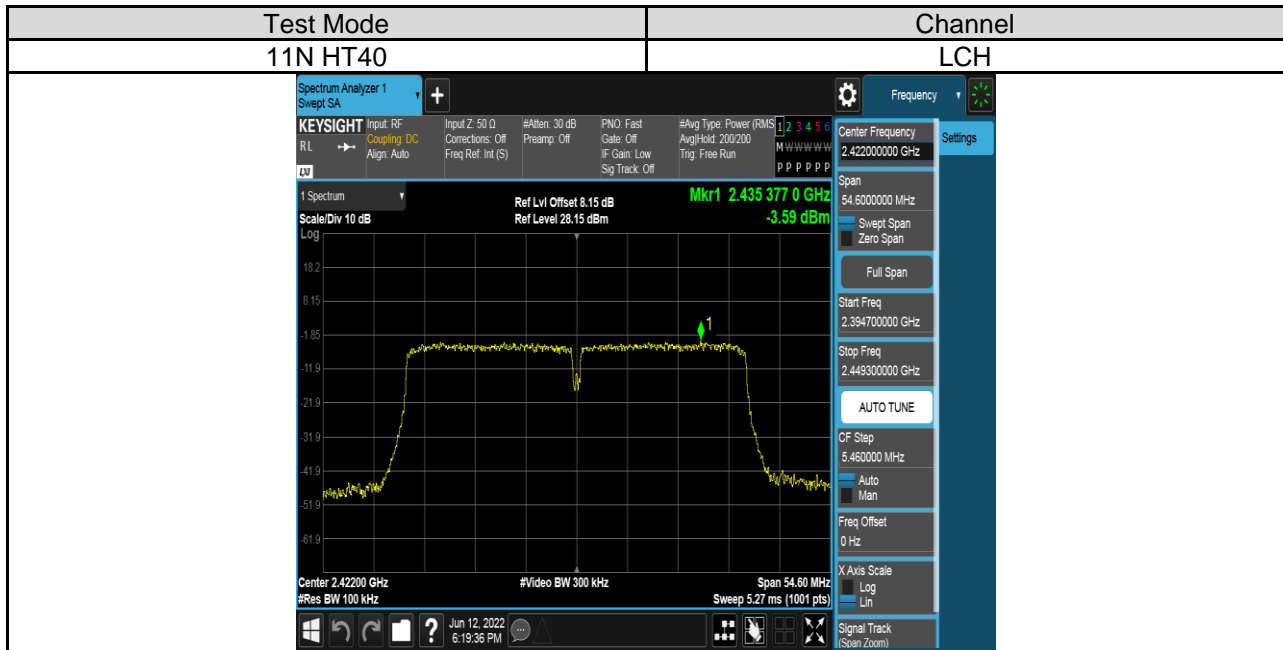 Test Mode
Channel
11N HT40
LCH
Spectrum Analyzer 1
Swept SA
Frequency
KEYSIGHT
RL
LXI
Input: RF
Coupling: DC
Align: Auto
Input Z: 50 Ω
Corrections: Off
Freq Ref: Int (S)
#Atten: 30 dB
Preamp: Off
PNO: Fast
Gate: Off
IF Gain: Low
Sig Track: Off
#Avg Type: Power (RMS
Avg|Hold: 200/200
Trig: Free Run
1 2 3 4 5 6
M W W W W W
P P P P P P
1 Spectrum
Scale/Div 10 dB
Ref Lvl Offset 8.15 dB
Ref Level 28.15 dBm
Mkr1 2.435 377 0 GHz
-3.59 dBm
Log
18.2
8.15
-1.85
-11.9
-21.9
-31.9
-41.9
-51.9
-61.9
1
Center 2.42200 GHz
#Res BW 100 kHz
#Video BW 300 kHz
Span 54.60 MHz
Sweep 5.27 ms (1001 pts)
Jun 12, 2022
6:19:36 PM
Center Frequency
2.422000000 GHz
Settings
Span
54.6000000 MHz
Swept Span
Zero Span
Full Span
Start Freq
2.394700000 GHz
Stop Freq
2.449300000 GHz
AUTO TUNE
CF Step
5.460000 MHz
Auto
Man
Freq Offset
0 Hz
X Axis Scale
Log
Lin
Signal Track
(Span Zoom)